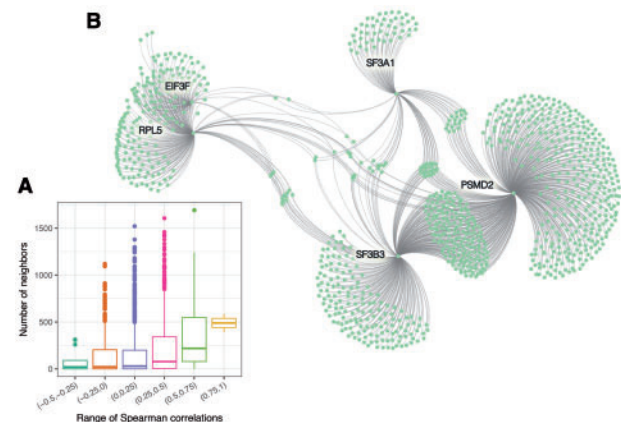 B
SF3A1
EIF3F
RPL5
PSMD2
SF3B3
A
Number of neighbors
1500
1000
500
0
(−0.5,−0.25)
(−0.25,0)
(0,0.25)
(0.25,0.5)
(0.5,0.75)
(0.75,1)
Range of Spearman correlations